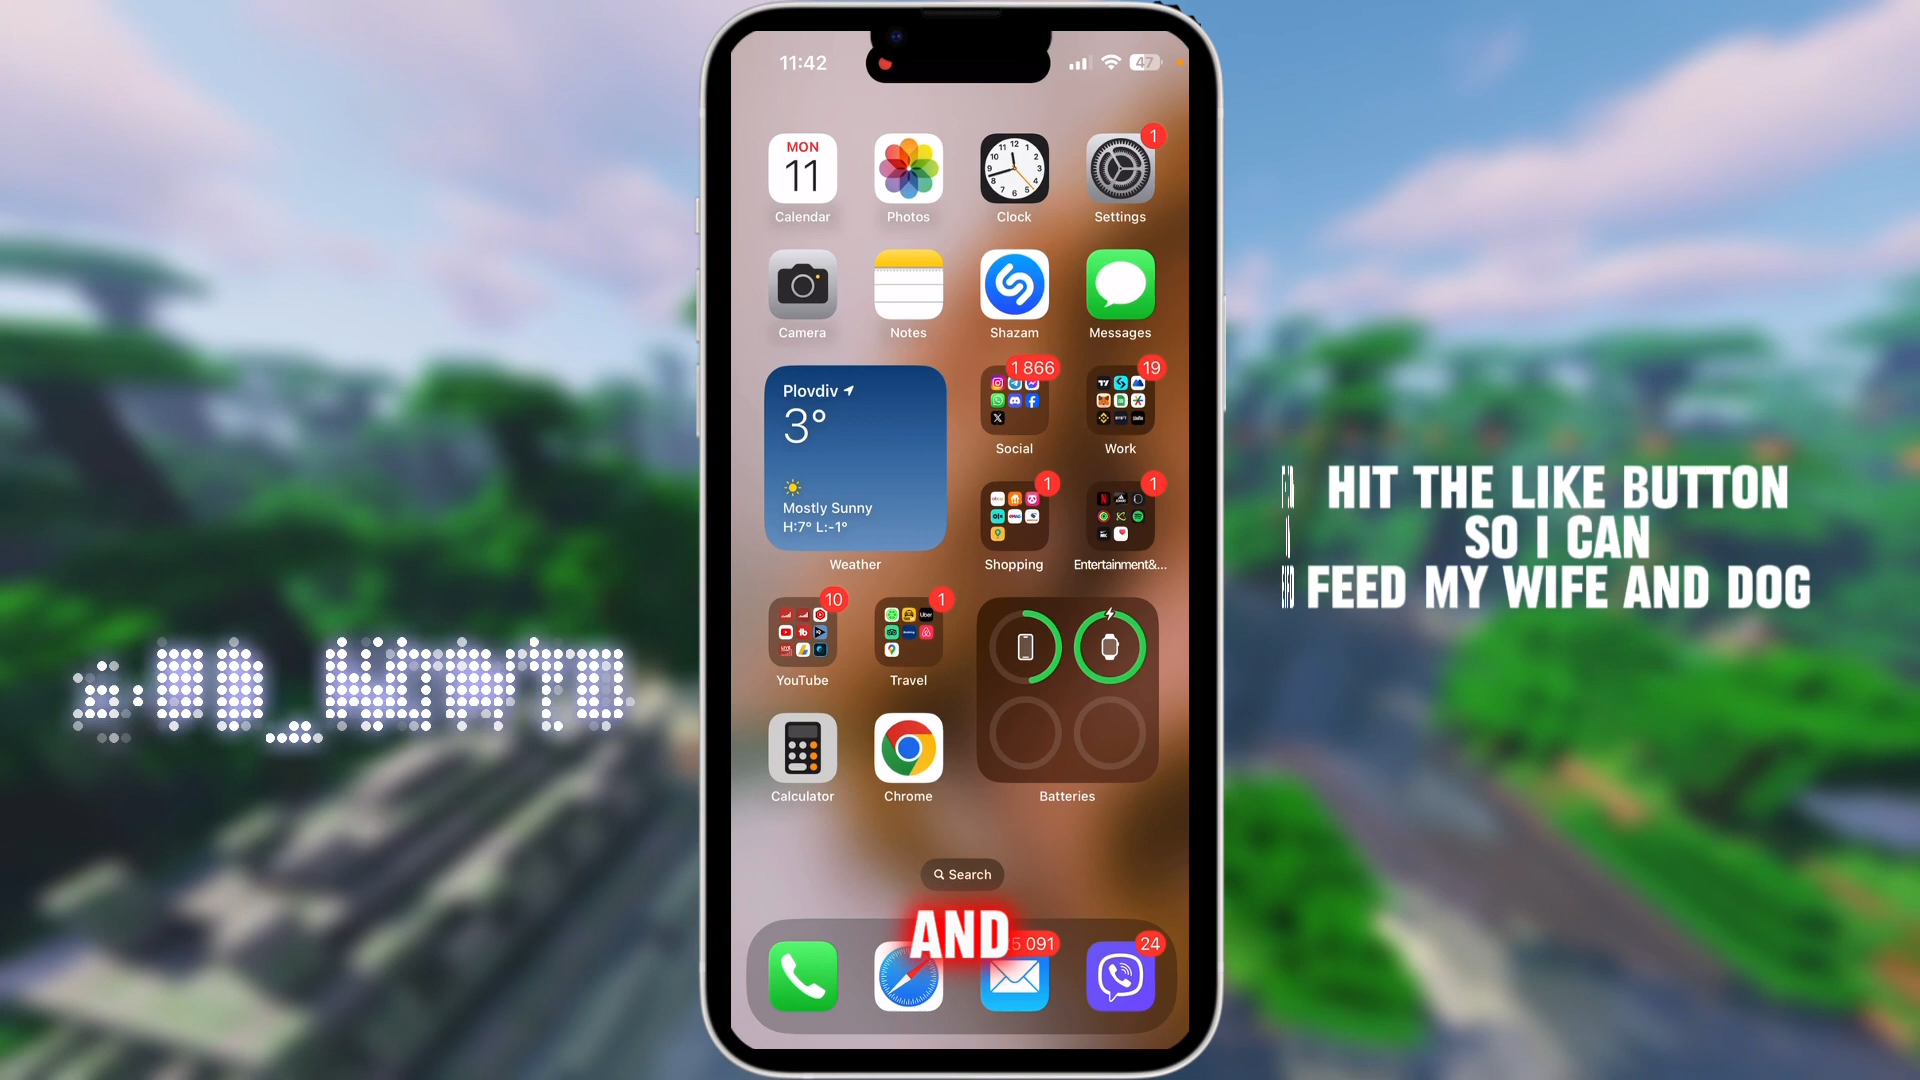 11:42
47
MON
11
1
Calendar
Photos
Clock
Settings
Camera
Notes
Shazam
Messages
Plovdiv
3°
Mostly Sunny
H:7° L:-1°
Weather
1 866
19
Social
Work
1
1
Shopping
Entertainment&...
10
1
YouTube
Travel
Calculator
Chrome
Batteries
Search
AND
5 091
24
HIT THE LIKE BUTTON
SO I CAN
FEED MY WIFE AND DOG